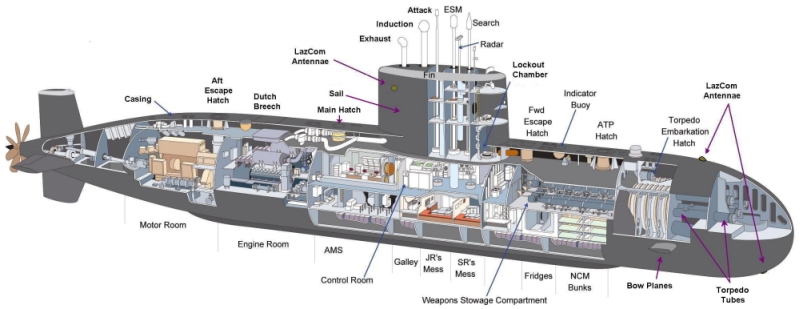 Attack
ESM
Induction
Search
Exhaust
Radar
LazCom
Antennae
Fin
Lockout
Chamber
LazCom
Antennae
Aft
Escape
Hatch
Dutch
Breech
Sail
Main Hatch
Casing
Indicator
Buoy
Fwd
Escape
Hatch
ATP
Hatch
Torpedo
Embarkation
Hatch
Motor Room
Engine Room
AMS
Control Room
Galley
JR's
Mess
SR's
Mess
Weapons Stowage Compartment
Fridges
NCM
Bunks
Bow Planes
Torpedo
Tubes